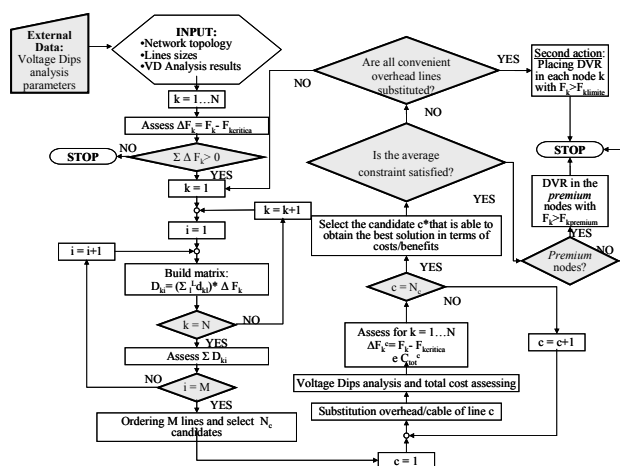 External
Data:
Voltage Dips
analysis
parameters
INPUT:
•Network topology
•Lines sizes
•VD Analysis results
k = 1…N
Assess ΔFk= Fk- Fkcritica
NO
STOP
Σ Δ Fk> 0
YES
k = 1
k = k+1
i = 1
i = i+1
Build matrix:
Dki= (Σ lL dkl)* Δ Fk
k = N
NO
YES
Assess Σ Dki
NO
i = M
YES
Ordering M lines and select Nc
candidates
c = 1
Substitution overhead/cable of line c
Voltage Dips analysis and total cost assessing
Assess for k = 1…N
ΔFkc= Fk- Fkcritica
e Ctotc
c = c+1
c = Nc
NO
YES
Select the candidate c*that is able to
obtain the best solution in terms of
costs/benefits
YES
Is the average
constraint satisfied?
NO
Are all convenient
overhead lines
substituted?
NO
YES
Second action:
Placing DVR
in each node k
with Fk>Fklimite
STOP
DVR in the
premium
nodes with
Fk>Fkpremium
YES
Premium
nodes?
NO